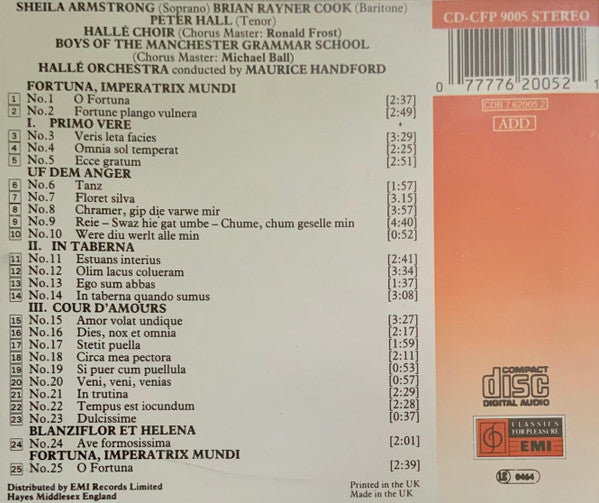 SHEILA ARMSTRONG (Soprano) BRIAN RAYNER COOK (Baritone)
PETER HALL (Tenor)
HALLÉ CHOIR (Chorus Master: Ronald Frost)
BOYS OF THE MANCHESTER GRAMMAR SCHOOL
(Chorus Master: Michael Ball)
HALLÉ ORCHESTRA conducted by MAURICE HANDFORD
FORTUNA, IMPERATRIX MUNDI
1 No.1 O Fortuna [2:37]
2 No.2 Fortune plango vulnera [2:49]
I. PRIMO VERE
3 No.3 Veris leta facies [3:29]
4 No.4 Omnia sol temperat [2:25]
5 No.5 Ecce gratum [2:51]
UF DEM ANGER
6 No.6 Tanz [1:57]
7 No.7 Floret silva [3.15]
8 No.8 Chramer, gip die varwe mir [3:57]
9 No.9 Reie – Swaz hie gat umbe – Chume, chum geselle min [4:40]
10 No.10 Were diu werlt alle min [0:52]
II. IN TABERNA
11 No.11 Estuans interius [2:41]
12 No.12 Olim lacus colueram [3:34]
13 No.13 Ego sum abbas [1:37]
14 No.14 In taberna quando sumus [3:08]
III. COUR D'AMOURS
15 No.15 Amor volat undique [3:27]
16 No.16 Dies, nox et omnia [2:17]
17 No.17 Stetit puella [1:59]
18 No.18 Circa mea pectora [2:11]
19 No.19 Si puer cum puellula [0:53]
20 No.20 Veni, veni, venias [0:57]
21 No.21 In trutina [2:29]
22 No.22 Tempus est iocundum [2:28]
23 No.23 Dulcissime [0:37]
BLANZIFLOR ET HELENA
24 No.24 Ave formosissima [2:01]
FORTUNA, IMPERATRIX MUNDI
25 No.25 O Fortuna [2:39]
Distributed by EMI Records Limited
Hayes Middlesex England
Printed in the UK
Made in the UK
CD-CFP 9005 STEREO
0 77776 20052 1
CDB 7 62005 2
ADD
COMPACT
disc
DIGITAL AUDIO
CLASSICS
FOR PLEASURE
EMI
LC 0464